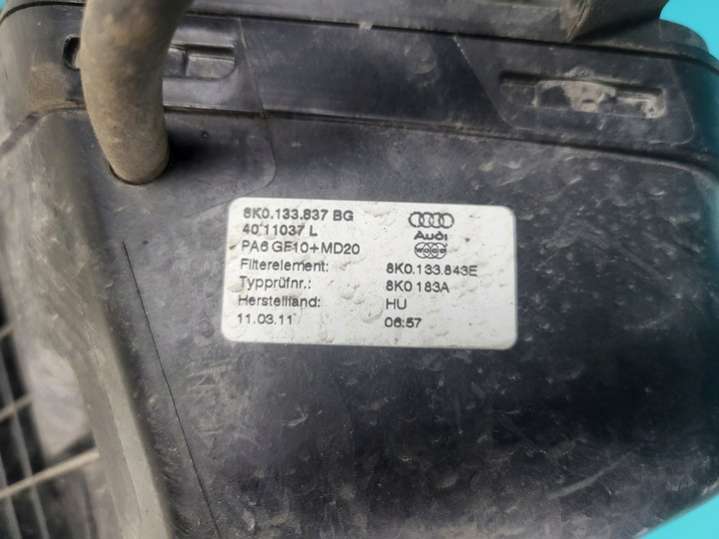 8K0.133.837 BG
40 11037 L
PA6 GF10+MD20
Audi
Filterelement: 8K0.133.843E
Typprüfnr.: 8K0 183A
Herstelland: HU
11.03.11 06:57